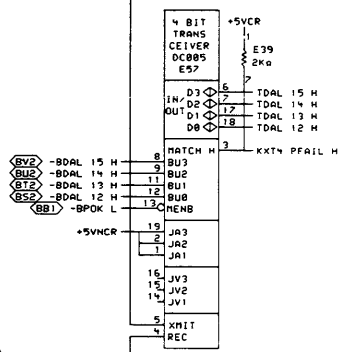 4 BIT
TRANS
CEIVER
DC005
E57
+5VCR
1
E39
2KΩ
7
IN/
OUT
D3 6 TDAL 15 H
D2 7 TDAL 14 H
D1 17 TDAL 13 H
D0 18 TDAL 12 H
MATCH H 3 KXT4 PFAIL H
BV2 -BDAL 15 H 8 BU3
BU2 -BDAL 14 H 9 BU2
BT2 -BDAL 13 H 11 BU1
BS2 -BDAL 12 H 12 BU0
BB1 -BPOK L 13 MENB
+5VNCR 19 JA3
2 JA2
1 JA1
16 JV3
15 JV2
14 JV1
5 XMIT
4 REC